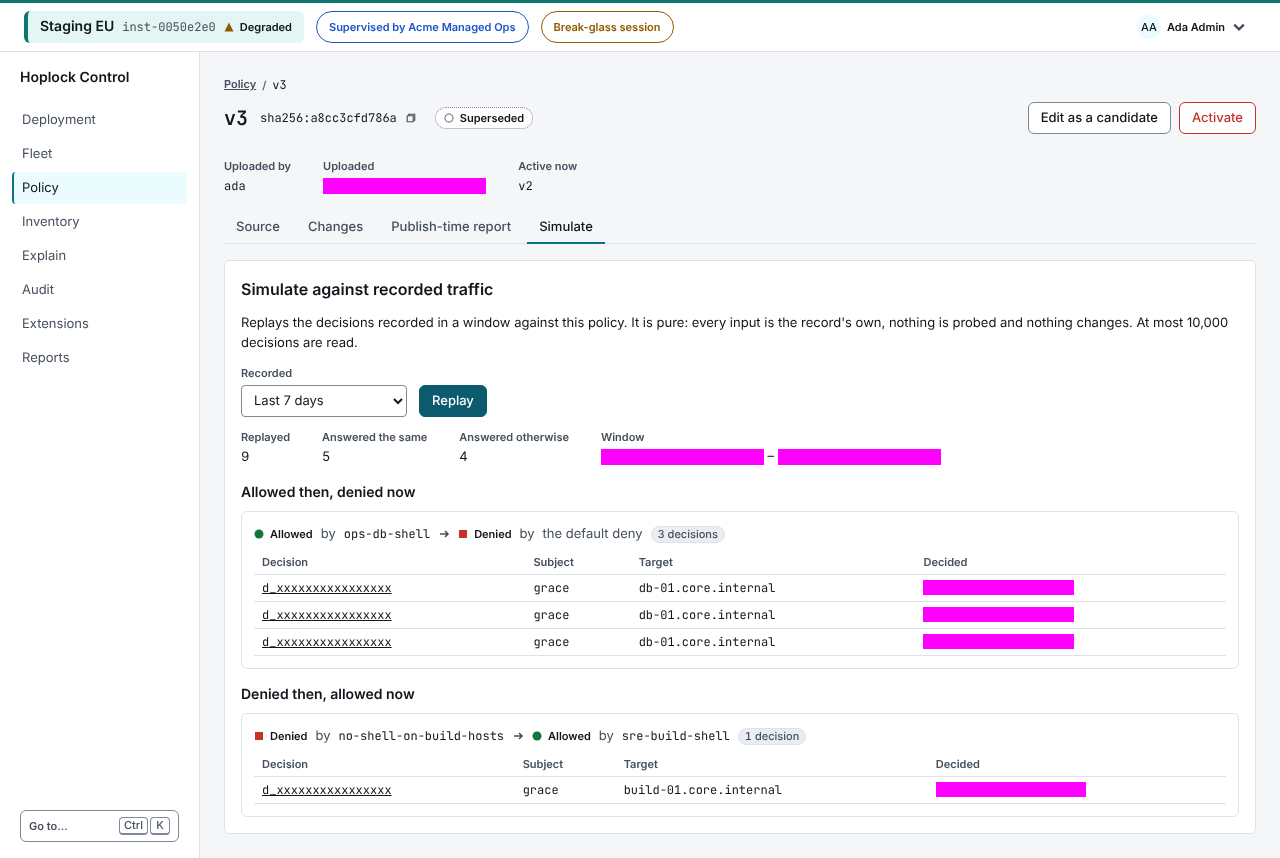 Staging EU inst-0050e2e0 Degraded Supervised by Acme Managed Ops Break-glass session AA Ada Admin
Hoplock Control
Deployment
Fleet
Policy
Inventory
Explain
Audit
Extensions
Reports
Go to... Ctrl K
Policy / v3
v3 sha256:a8cc3cfd786a Superseded Edit as a candidate Activate
Uploaded by Uploaded Active now
ada v2
Source Changes Publish-time report Simulate
Simulate against recorded traffic
Replays the decisions recorded in a window against this policy. It is pure: every input is the record's own, nothing is probed and nothing changes. At most 10,000
decisions are read.
Recorded
Last 7 days Replay
Replayed Answered the same Answered otherwise Window
9 5 4 –
Allowed then, denied now
Allowed by ops-db-shell → Denied by the default deny 3 decisions
Decision Subject Target Decided
d_xxxxxxxxxxxxxxxx grace db-01.core.internal
d_xxxxxxxxxxxxxxxx grace db-01.core.internal
d_xxxxxxxxxxxxxxxx grace db-01.core.internal
Denied then, allowed now
Denied by no-shell-on-build-hosts → Allowed by sre-build-shell 1 decision
Decision Subject Target Decided
d_xxxxxxxxxxxxxxxx grace build-01.core.internal